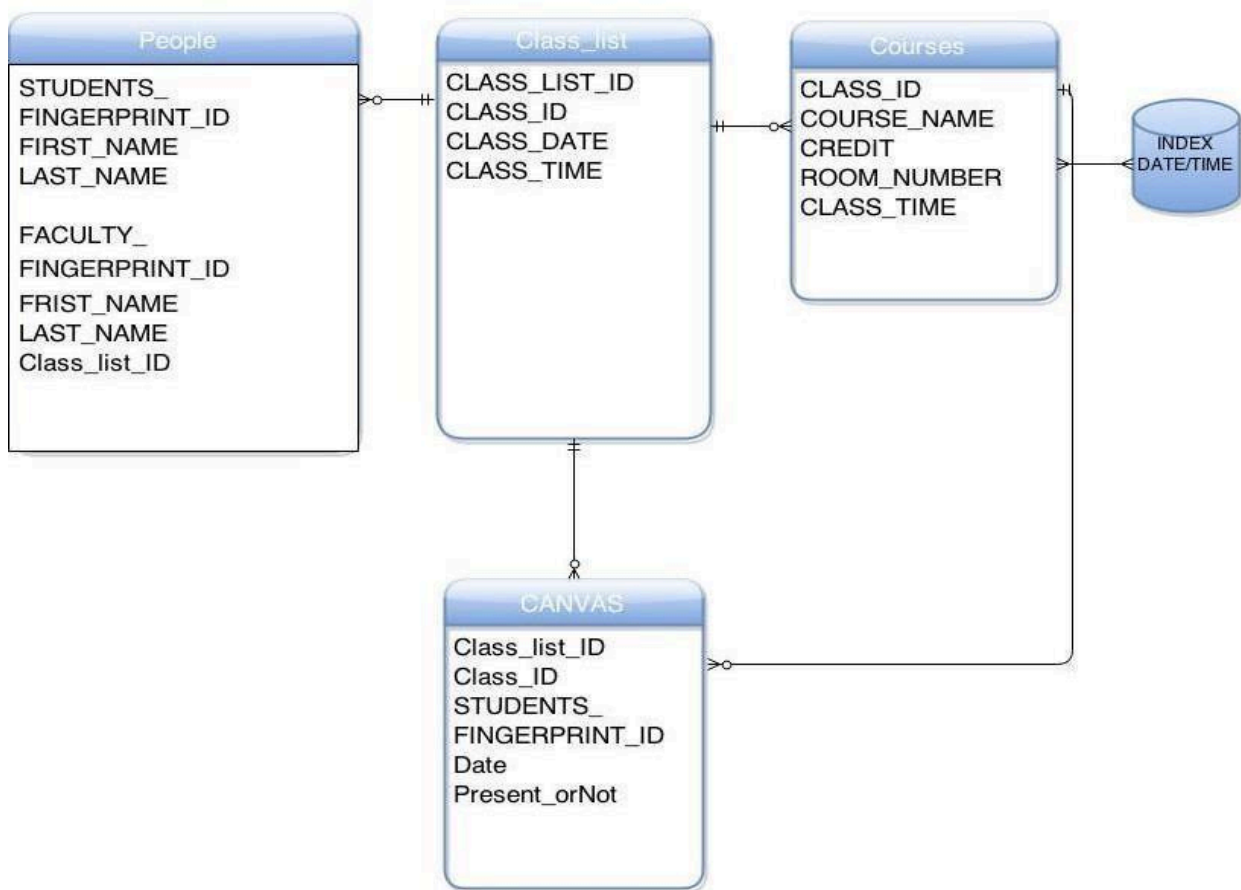 People
STUDENTS_
FINGERPRINT_ID
FIRST_NAME
LAST_NAME
FACULTY_
FINGERPRINT_ID
FRIST_NAME
LAST_NAME
Class_list_ID
Class_list
CLASS_LIST_ID
CLASS_ID
CLASS_DATE
CLASS_TIME
Courses
CLASS_ID
COURSE_NAME
CREDIT
ROOM_NUMBER
CLASS_TIME
INDEX
DATE/TIME
CANVAS
Class_list_ID
Class_ID
STUDENTS_
FINGERPRINT_ID
Date
Present_orNot